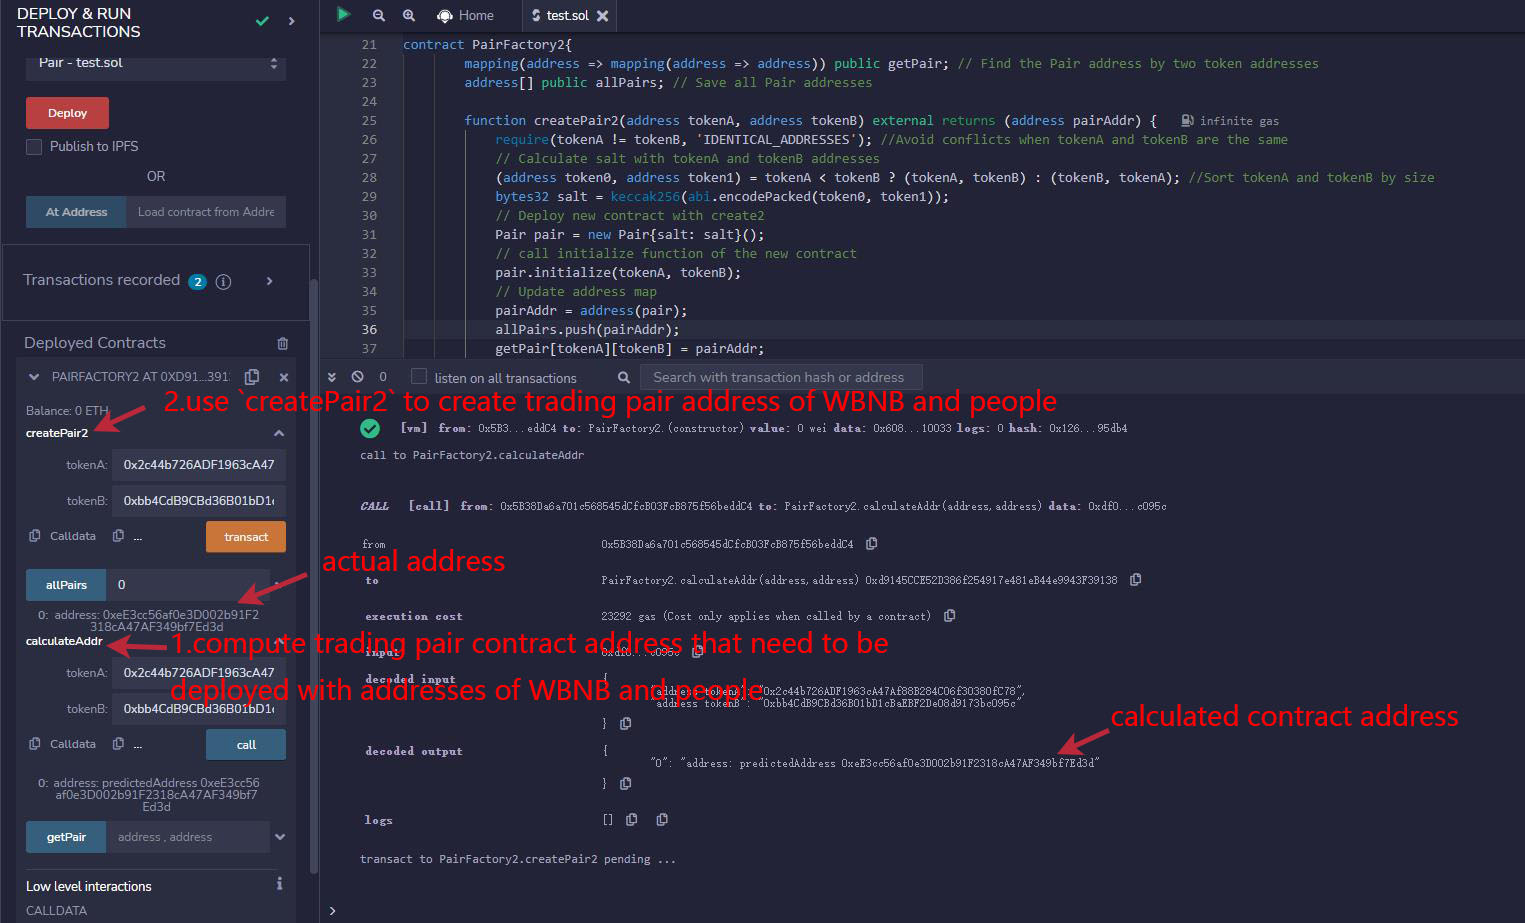 DEPLOY & RUN
TRANSACTIONS
Pair - test.sol
Deploy
Publish to IPFS
OR
At Address
Load contract from Addre
Transactions recorded 2
Deployed Contracts
PAIRFACTORY2 AT 0XD91...3913
Balance: 0 ETH
createPair2
tokenA: 0x2c44b726ADF1963cA47
tokenB: 0xbb4CdB9CBd36B01bD1c
Calldata ...
transact
allPairs 0
0: address: 0xeE3cc56af0e3D002b91F2
318cA47AF349bf7Ed3d
calculateAddr
tokenA: 0x2c44b726ADF1963cA47
tokenB: 0xbb4CdB9CBd36B01bD1c
Calldata ...
call
0: address: predictedAddress 0xeE3cc56
af0e3D002b91F2318cA47AF349bf7
Ed3d
getPair address , address
Low level interactions
CALLDATA
Home test.sol
21 contract PairFactory2{
22 mapping(address => mapping(address => address)) public getPair; // Find the Pair address by two token addresses
23 address[] public allPairs; // Save all Pair addresses
24
25 function createPair2(address tokenA, address tokenB) external returns (address pairAddr) { infinite gas
26 require(tokenA != tokenB, 'IDENTICAL_ADDRESSES'); //Avoid conflicts when tokenA and tokenB are the same
27 // Calculate salt with tokenA and tokenB addresses
28 (address token0, address token1) = tokenA < tokenB ? (tokenA, tokenB) : (tokenB, tokenA); //Sort tokenA and tokenB by size
29 bytes32 salt = keccak256(abi.encodePacked(token0, token1));
30 // Deploy new contract with create2
31 Pair pair = new Pair{salt: salt}();
32 // call initialize function of the new contract
33 pair.initialize(tokenA, tokenB);
34 // Update address map
35 pairAddr = address(pair);
36 allPairs.push(pairAddr);
37 getPair[tokenA][tokenB] = pairAddr;
0 listen on all transactions Search with transaction hash or address
2.use `createPair2` to create trading pair address of WBNB and people
[vm] from: 0x5B3...eddC4 to: PairFactory2.(constructor) value: 0 wei data: 0x608...10033 logs: 0 hash: 0x126...95db4
call to PairFactory2.calculateAddr
CALL [call] from: 0x5B38Da6a701c568545dCfcB03FcB875f56beddC4 to: PairFactory2.calculateAddr(address,address) data: 0xdf0...c095c
from 0x5B38Da6a701c568545dCfcB03FcB875f56beddC4
actual address
to PairFactory2.calculateAddr(address,address) 0xd9145CCE52D386f254917e481eB44e9943F39138
execution cost 23292 gas (Cost only applies when called by a contract)
1.compute trading pair contract address that need to be
input 0xdf0...c095c
decoded input {
deployed with addresses of WBNB and people
"address tokenA": "0x2c44b726ADF1963cA47Af88B284C06f30380fC78",
"address tokenB": "0xbb4CdB9CBd36B01bD1cBaEBF2De08d9173bc095c"
}
calculated contract address
decoded output {
"0": "address: predictedAddress 0xeE3cc56af0e3D002b91F2318cA47AF349bf7Ed3d"
}
logs []
transact to PairFactory2.createPair2 pending ...
>